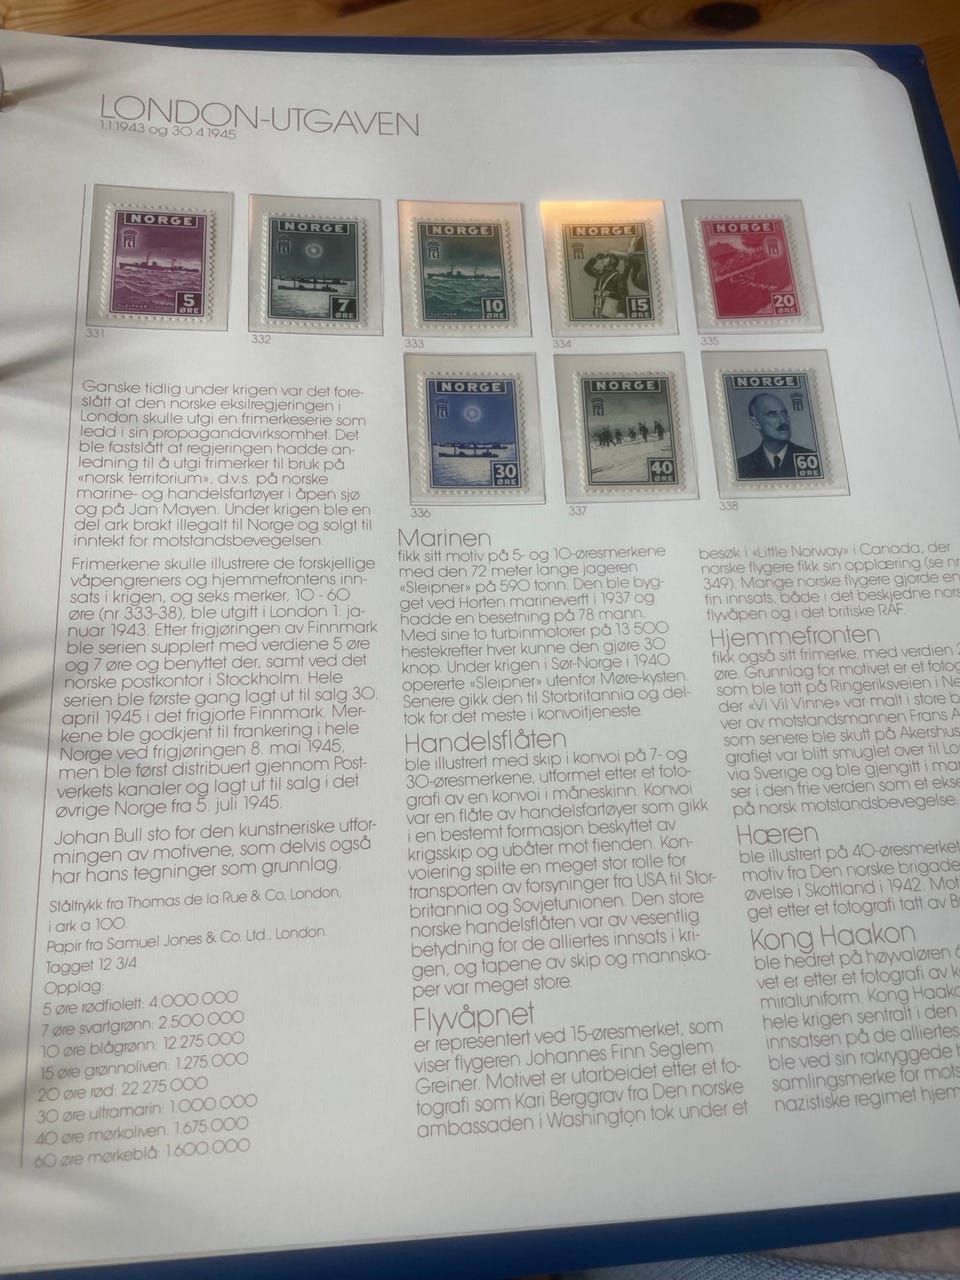 LONDON-UTGAVEN
1.1.1943 og 30.4.1945
NORGE
5
ØRE
SLEIPNER
331
NORGE
7
ØRE
332
NORGE
10
ØRE
SLEIPNER
333
NORGE
15
ØRE
334
NORGE
VINNE
20
ØRE
335
NORGE
30
ØRE
336
NORGE
40
ØRE
337
NORGE
60
ØRE
338
Ganske tidlig under krigen var det fore-
slått at den norske eksilregjeringen i
London skulle utgi en frimerkeserie som
ledd i sin propagandavirksomhet. Det
ble fastslått at regjeringen hadde an-
ledning til å utgi frimerker til bruk på
«norsk territorium», d.v.s. på norske
marine- og handelsfartøyer i åpen sjø
og på Jan Mayen. Under krigen ble en
del ark brakt illegalt til Norge og solgt til
inntekt for motstandsbevegelsen.
Frimerkene skulle illustrere de forskjellige
våpengreners og hjemmefrontens inn-
sats i krigen, og seks merker, 10 - 60
øre (nr 333-38), ble utgitt i London 1. ja-
nuar 1943. Etter frigjøringen av Finnmark
ble serien supplert med verdiene 5 øre
og 7 øre og benyttet der, samt ved det
norske postkontor i Stockholm. Hele
serien ble første gang lagt ut til salg 30.
april 1945 i det frigjorte Finnmark. Mer-
kene ble godkjent til frankering i hele
Norge ved frigjøringen 8. mai 1945,
men ble først distribuert gjennom Post-
verkets kanaler og lagt ut til salg i det
øvrige Norge fra 5. juli 1945.
Johan Bull sto for den kunstneriske utfor-
mingen av motivene, som delvis også
har hans tegninger som grunnlag.
Ståltrykk fra Thomas de la Rue & Co. London,
i ark a 100.
Papir fra Samuel Jones & Co. Ltd., London.
Tagget 12 3/4.
Opplag:
5 øre rødfiolett: 4.000.000
7 øre svartgrønn: 2.500.000
10 øre blågrønn: 12.275.000
15 øre grønnoliven: 1.275.000
20 øre rød: 22.275.000
30 øre ultramarin: 1.000.000
40 øre mørkoliven: 1.675.000
60 øre mørkeblå: 1.600.000
Marinen
fikk sitt motiv på 5- og 10-øresmerkene
med den 72 meter lange jageren
«Sleipner» på 590 tonn. Den ble byg-
get ved Horten marineverft i 1937 og
hadde en besetning på 78 mann.
Med sine to turbinmotorer på 13 500
hestekrefter hver kunne den gjøre 30
knop. Under krigen i Sør-Norge i 1940
opererte «Sleipner» utenfor Møre-kysten.
Senere gikk den til Storbritannia og del-
tok for det meste i konvoitjeneste.
Handelsflåten
ble illustrert med skip i konvoi på 7- og
30-øresmerkene, utformet etter et foto-
grafi av en konvoi i måneskinn. Konvoi
var en flåte av handelsfartøyer som gikk
i en bestemt formasjon beskyttet av
krigsskip og ubåter mot fienden. Kon-
voiering spilte en meget stor rolle for
transporten av forsyninger fra USA til Stor-
britannia og Sovjetunionen. Den store
norske handelsflåten var av vesentlig
betydning for de alliertes innsats i kri-
gen, og tapene av skip og mannska-
per var meget store.
Flyvåpnet
er representert ved 15-øresmerket, som
viser flygeren Johannes Finn Seglem
Greiner. Motivet er utarbeidet etter et fo-
tografi som Kari Berggrav fra Den norske
ambassaden i Washington tok under et
besøk i «Little Norway» i Canada, der
norske flygere fikk sin opplæring (se nr
349). Mange norske flygere gjorde en
fin innsats, både i det beskjedne nors
flyvåpen og i det britiske RAF.
Hjemmefronten
fikk også sitt frimerke, med verdien 2
øre. Grunnlag for motivet er et fotog
som ble tatt på Ringeriksveien i Ne
der «Vi Vil Vinne» var malt i store b
ver av motstandsmannen Frans A
som senere ble skutt på Akershus
grafiet var blitt smuglet over til Lo
via Sverige og ble gjengitt i ma
ser i den frie verden som et ekse
på norsk motstandsbevegelse.
Hæren
ble illustrert på 40-øresmerket
motiv fra Den norske brigade
øvelse i Skottland i 1942. Mot
get etter et fotografi tatt av B
Kong Haakon
ble hedret på høyvaløren 6
vet er etter et fotografi av k
miraluniform. Kong Haako
hele krigen sentralt i den
innsatsen på de alliertes
ble ved sin rakryggede h
samlingsmerke for mots
nazistiske regimet hjem